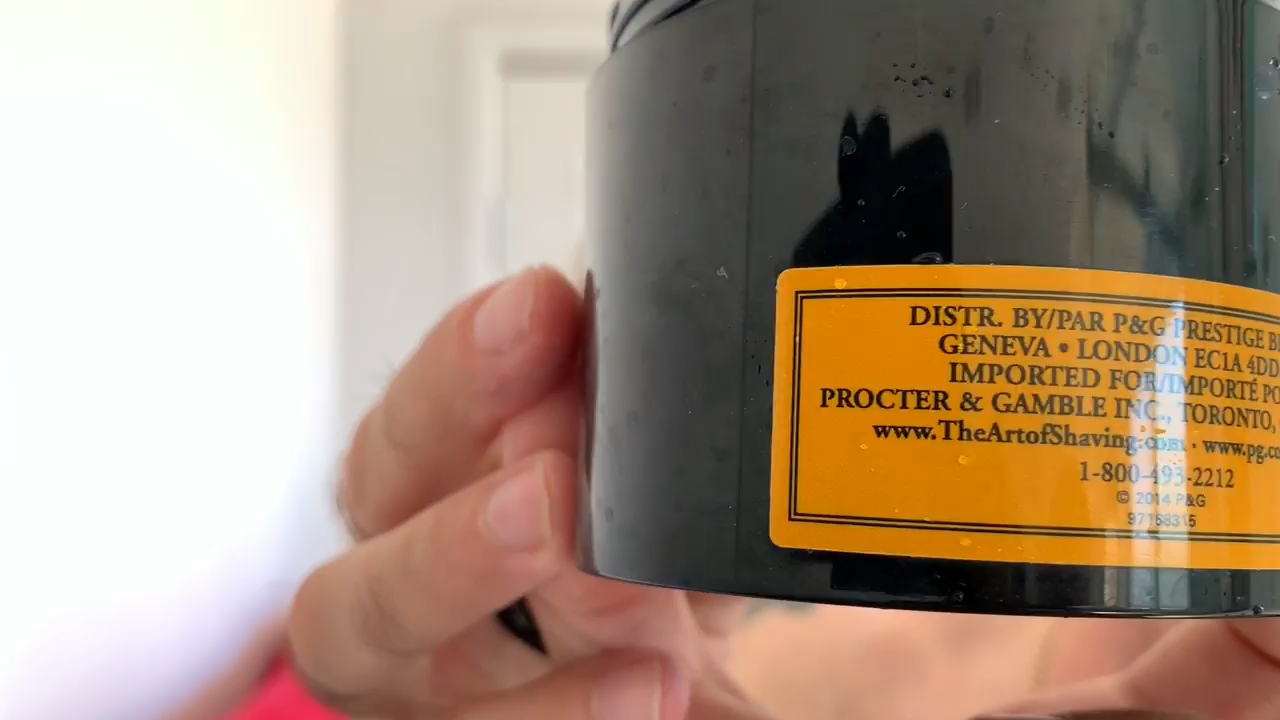 DISTR. BY/PAR P&G PRESTIGE
GENEVA • LONDON EC1A 4DD
IMPORTED FOR/IMPORTÉ
PROCTER & GAMBLE INC., TORONTO,
www.TheArtofShaving.com • www.pg.co
1-800-493-2212
© 2014 P&G
97168315